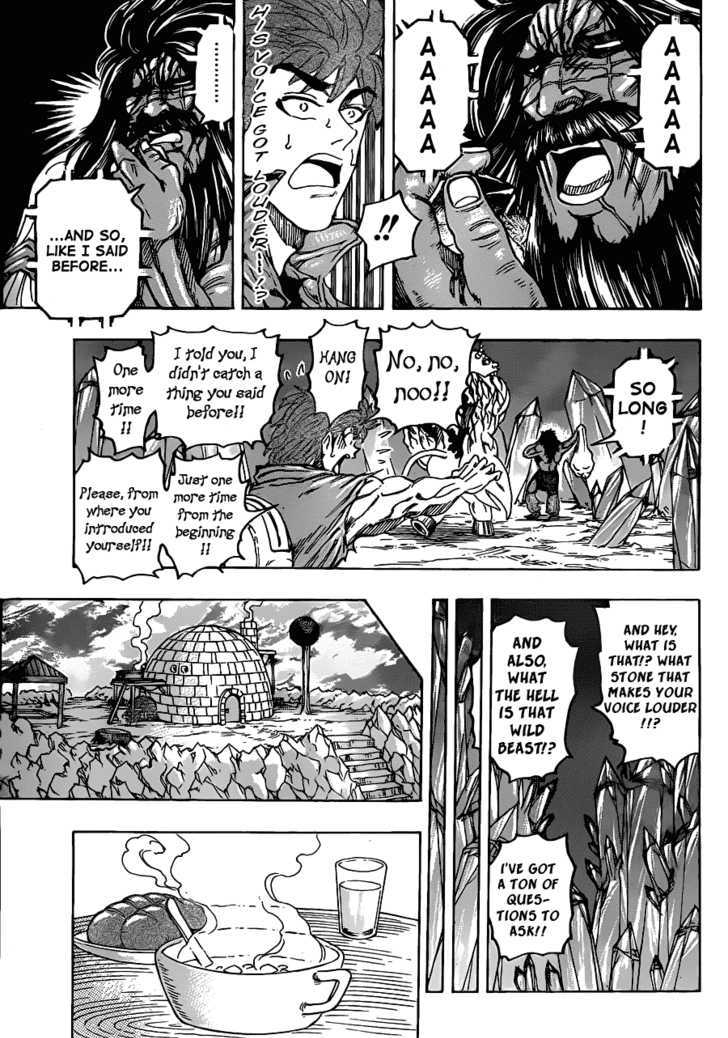 A
A
A
A
A
A
A
A
A
A
!!
HIS VOICE GOT LOUDER!!?
............
...AND SO,
LIKE I SAID
BEFORE...
SO
LONG
!
No, no,
noo!!
HANG
ON!
I told you, I
didn't catch a
thing you said
before!!
One
more
time
!!
Just one
more time
from the
beginning
!!
Please, from
where you
introduced
yourself!!
AND HEY,
WHAT IS
THAT!? WHAT
STONE THAT
MAKES YOUR
VOICE LOUDER
!!?
AND
ALSO,
WHAT
THE HELL
IS THAT
WILD
BEAST!?
I'VE GOT
A TON OF
QUES-
TIONS TO
ASK!!